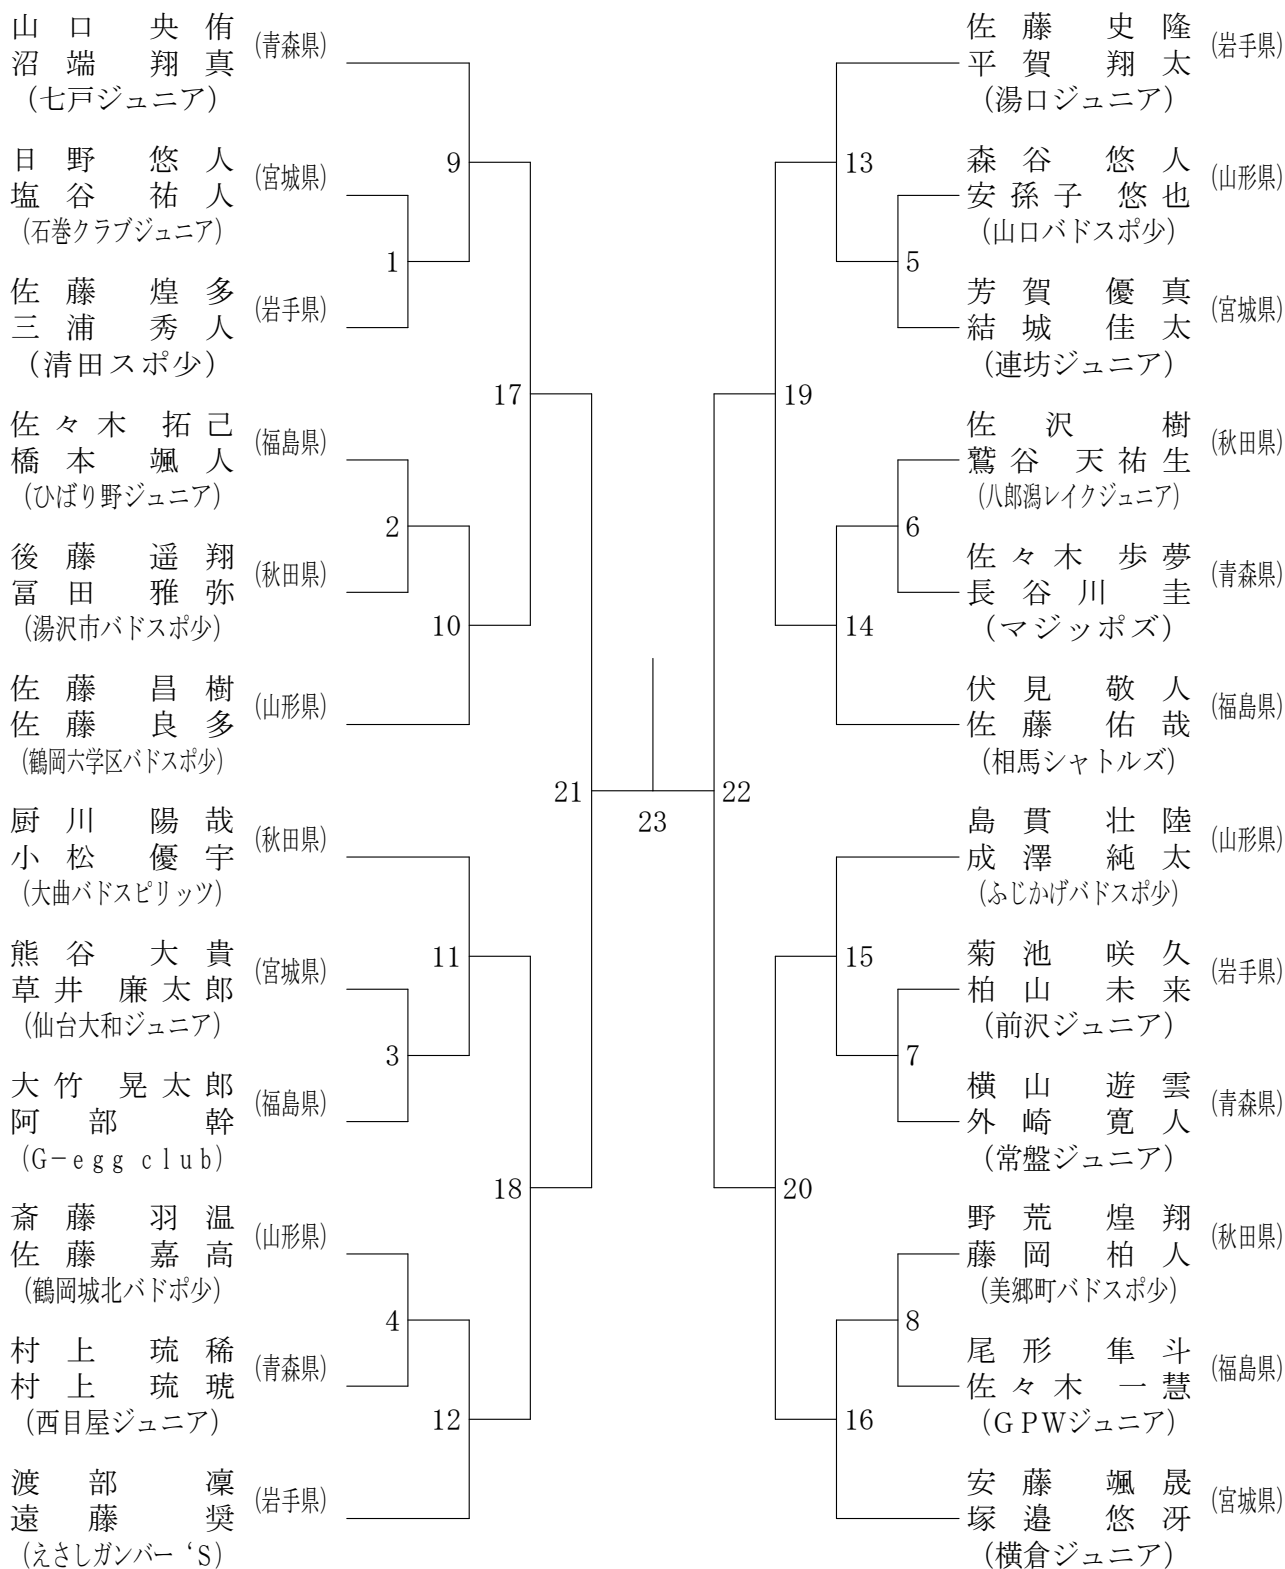 山口 央侑 (青森県)
沼端 翔真
(七戸ジュニア)
日野 悠人 (宮城県)
塩谷 祐人
(石巻クラブジュニア)
佐藤 煌多 (岩手県)
三浦 秀人
(清田スポ少)
佐々木 拓己 (福島県)
橋本 颯人
(ひばり野ジュニア)
後藤 遥翔 (秋田県)
冨田 雅弥
(湯沢市バドスポ少)
佐藤 昌樹 (山形県)
佐藤 良多
(鶴岡六学区バドスポ少)
厨川 陽哉 (秋田県)
小松 優宇
(大曲バドスピリッツ)
熊谷 大貴 (宮城県)
草井 廉太郎
(仙台大和ジュニア)
大竹 晃太郎 (福島県)
阿部 幹
(G-egg club)
斎藤 羽温 (山形県)
佐藤 嘉高
(鶴岡城北バドポ少)
村上 琉稀 (青森県)
村上 琉琥
(西目屋ジュニア)
渡部 凜 (岩手県)
遠藤 奨
(えさしガンバー‘S)
9
1
17
2
10
21
11
3
18
4
12
23
13
5
19
6
14
22
15
7
20
8
16
佐藤 史隆 (岩手県)
平賀 翔太
(湯口ジュニア)
森谷 悠人 (山形県)
安孫子 悠也
(山口バドスポ少)
芳賀 優真 (宮城県)
結城 佳太
(連坊ジュニア)
佐沢 樹 (秋田県)
鷲谷 天祐生
(八郎潟レイクジュニア)
佐々木 歩夢 (青森県)
長谷川 圭
(マジッポズ)
伏見 敬人 (福島県)
佐藤 佑哉
(相馬シャトルズ)
島貫 壮陸 (山形県)
成澤 純太
(ふじかげバドスポ少)
菊池 咲久 (岩手県)
柏山 未来
(前沢ジュニア)
横山 遊雲 (青森県)
外崎 寛人
(常盤ジュニア)
野荒 煌翔 (秋田県)
藤岡 柏人
(美郷町バドスポ少)
尾形 隼斗 (福島県)
佐々木 一慧
(GPWジュニア)
安藤 颯晟 (宮城県)
塚邉 悠冴
(横倉ジュニア)